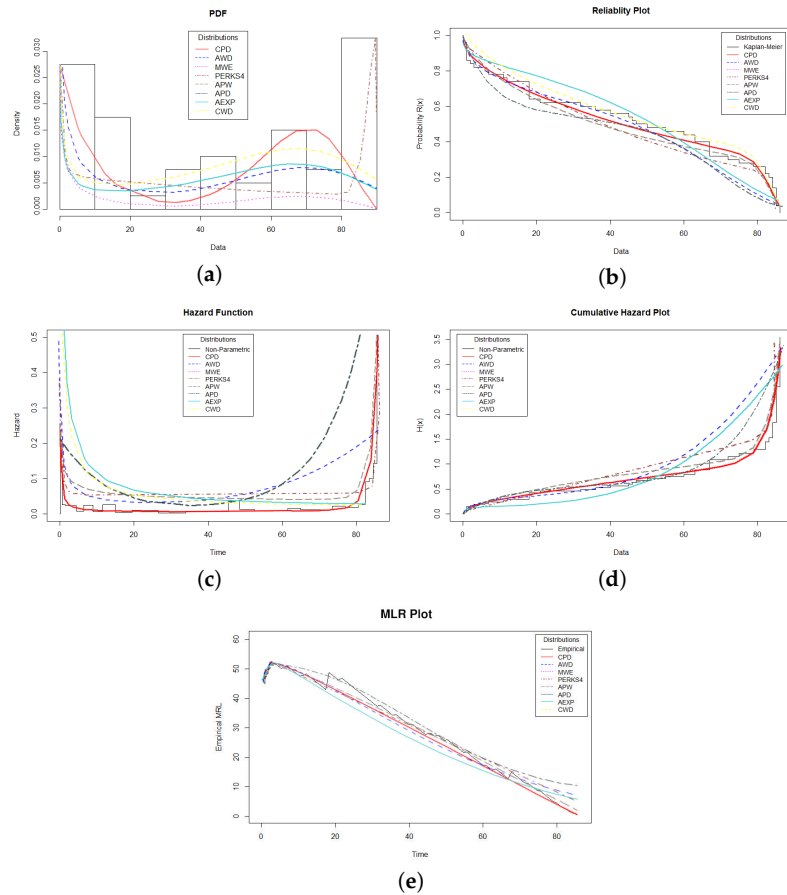 PDF
Density
0.000 0.005 0.010 0.015 0.020 0.025 0.030
Distributions
CPD
AWD
MWE
PERKS4
APW
APD
AEXP
CWD
0 20 40 60 80
Data
(a)
Reliablity Plot
Probability R(x)
0.0 0.2 0.4 0.6 0.8 1.0
Distributions
Kaplan-Meier
CPD
AWD
MWE
PERKS4
APW
APD
AEXP
CWD
0 20 40 60 80
Data
(b)
Hazard Function
Hazard
0.0 0.1 0.2 0.3 0.4 0.5
Distributions
Non-Parametric
CPD
AWD
MWE
PERKS4
APW
APD
AEXP
CWD
0 20 40 60 80
Time
(c)
Cumulative Hazard Plot
H(x)
0.0 0.5 1.0 1.5 2.0 2.5 3.0 3.5
Distributions
Non-Parametric
CPD
AWD
MWE
PERKS4
APW
APD
AEXP
CWD
0 20 40 60 80
Data
(d)
MLR Plot
Empirical MRL
0 10 20 30 40 50 60
Distributions
Empirical
CPD
AWD
MWE
PERKS4
APW
APD
AEXP
CWD
0 20 40 60 80
Time
(e)